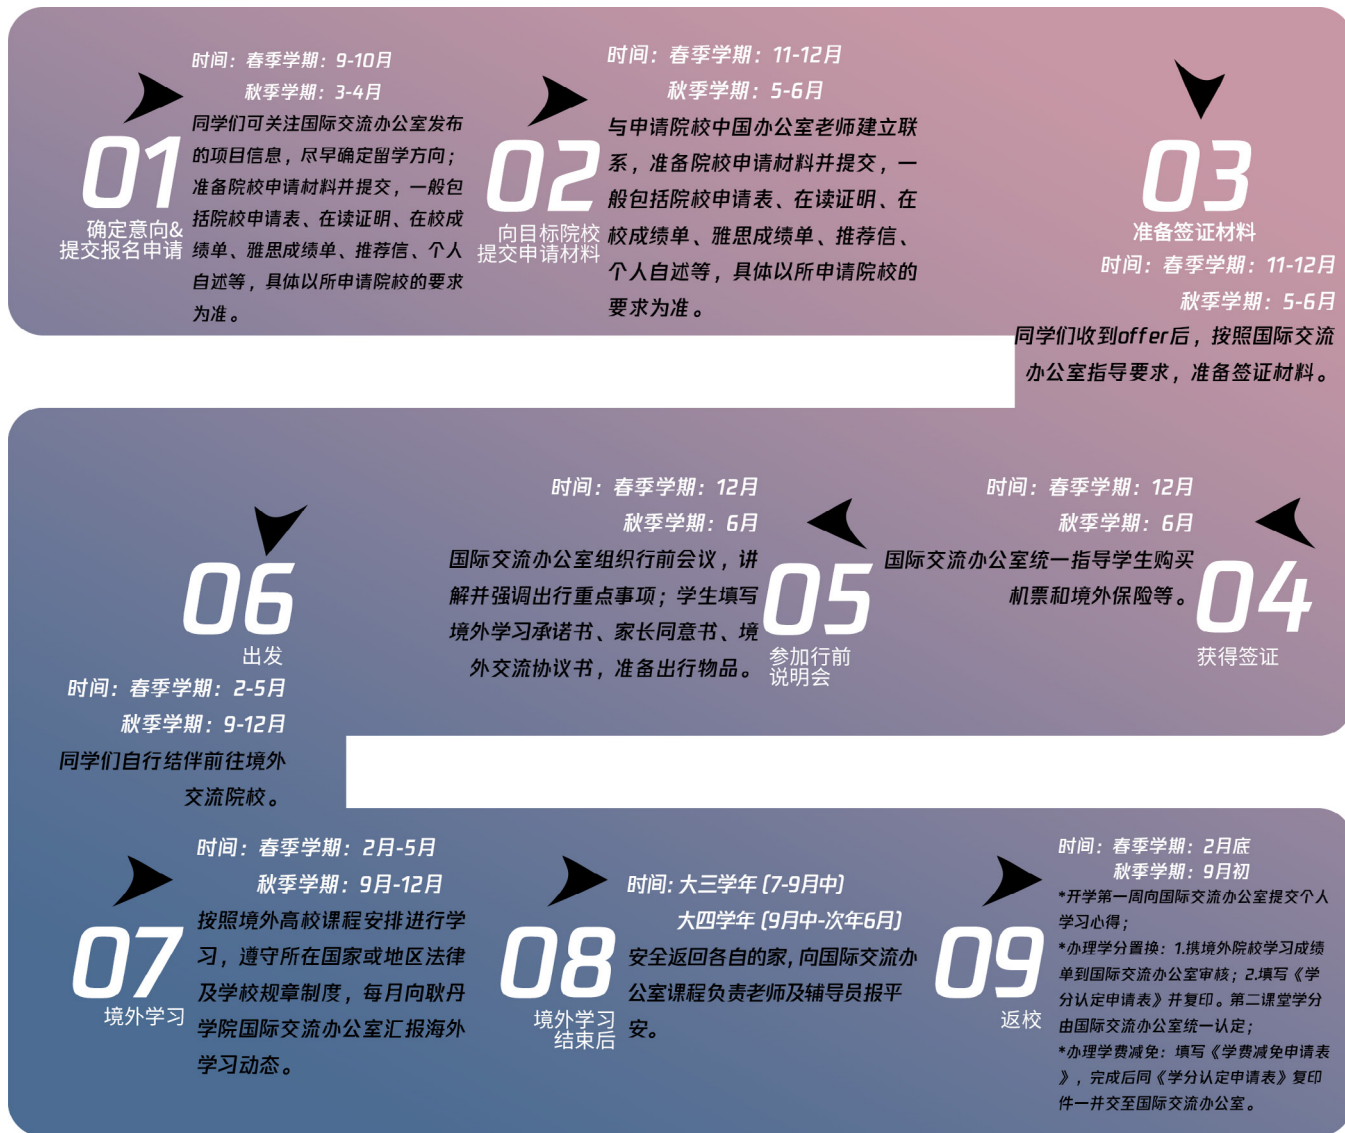 01
确定意向&
提交报名申请
时间：春季学期：9-10月
秋季学期：3-4月
同学们可关注国际交流办公室发布
的项目信息，尽早确定留学方向；
准备院校申请材料并提交，一般包
括院校申请表、在读证明、在校成
绩单、雅思成绩单、推荐信、个人
自述等，具体以所申请院校的要求
为准。
02
向目标院校
提交申请材料
时间：春季学期：11-12月
秋季学期：5-6月
与申请院校中国办公室老师建立联
系，准备院校申请材料并提交，一
般包括院校申请表、在读证明、在
校成绩单、雅思成绩单、推荐信、
个人自述等，具体以所申请院校的
要求为准。
03
准备签证材料
时间：春季学期：11-12月
秋季学期：5-6月
同学们收到offer后，按照国际交流
办公室指导要求，准备签证材料。
04
获得签证
时间：春季学期：12月
秋季学期：6月
国际交流办公室统一指导学生购买
机票和境外保险等。
05
参加行前
说明会
时间：春季学期：12月
秋季学期：6月
国际交流办公室组织行前会议，讲
解并强调出行重点事项；学生填写
境外学习承诺书、家长同意书、境
外交流协议书，准备出行物品。
06
出发
时间：春季学期：2-5月
秋季学期：9-12月
同学们自行结伴前往境外
交流院校。
07
境外学习
时间：春季学期：2月-5月
秋季学期：9月-12月
按照境外高校课程安排进行学
习，遵守所在国家或地区法律
及学校规章制度，每月向耿丹
学院国际交流办公室汇报海外
学习动态。
08
境外学习
结束后
时间：大三学年（7-9月中）
大四学年（9月中-次年6月）
安全返回各自的家，向国际交流办
公室课程负责老师及辅导员报平
安。
09
返校
时间：春季学期：2月底
秋季学期：9月初
*开学第一周向国际交流办公室提交个人
学习心得；
*办理学分置换：1.携境外院校学习成绩
单到国际交流办公室审核；2.填写《学
分认定申请表》并复印。第二课堂学分
由国际交流办公室统一认定；
*办理学费减免：填写《学费减免申请表
》，完成后同《学分认定申请表》复印
件一并交至国际交流办公室。